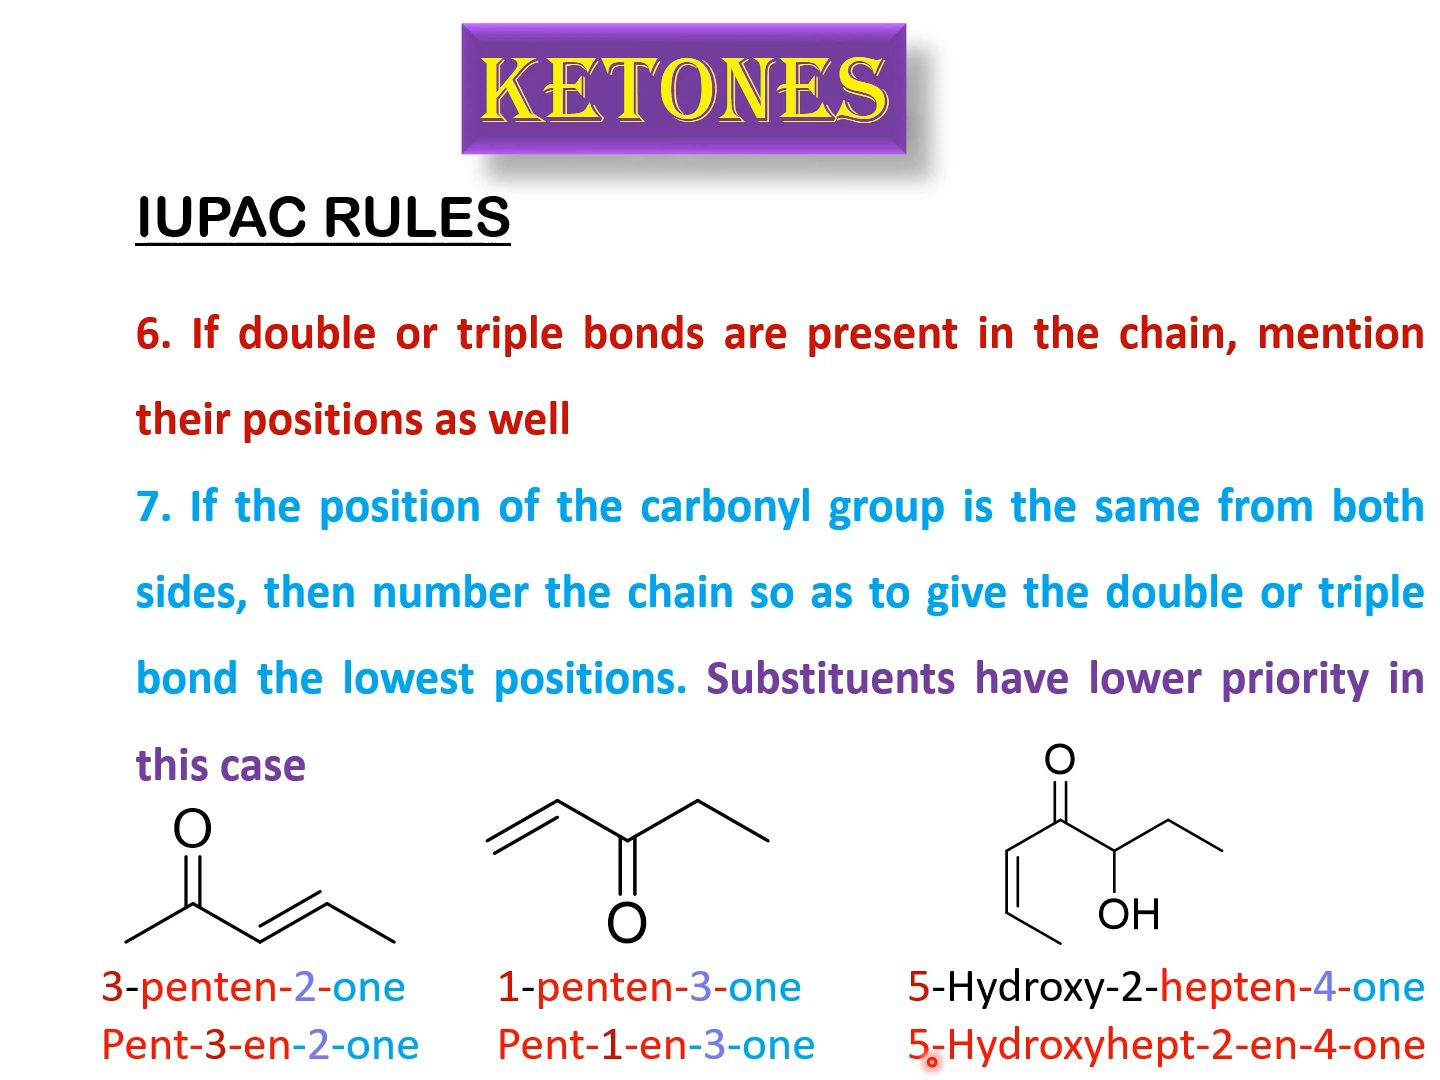 KETONES
IUPAC RULES
6. If double or triple bonds are present in the chain, mention
their positions as well
7. If the position of the carbonyl group is the same from both
sides, then number the chain so as to give the double or triple
bond the lowest positions. Substituents have lower priority in
this case
O
O
O
OH
3-penten-2-one
1-penten-3-one
5-Hydroxy-2-hepten-4-one
Pent-3-en-2-one
Pent-1-en-3-one
5-Hydroxyhept-2-en-4-one